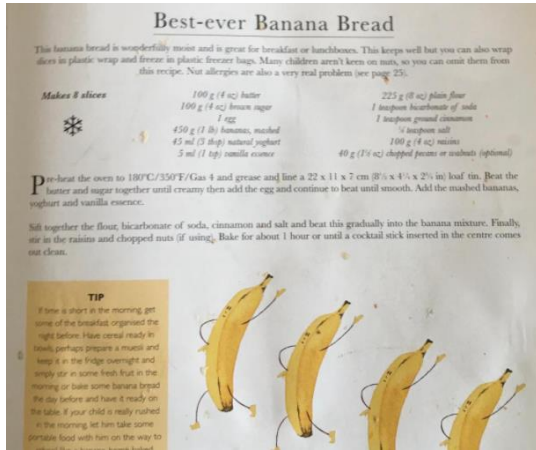 Best-ever Banana Bread
This banana bread is wonderfully moist and is great for breakfast or lunchboxes. This keeps well but you can also wrap
slices in plastic wrap and freeze in plastic freezer bags. Many children aren't keen on nuts, so you can omit them from
this recipe. Nut allergies are also a very real problem (see page 25).
Makes 8 slices
100 g (4 oz) butter
100 g (4 oz) brown sugar
1 egg
450 g (1 lb) bananas, mashed
45 ml (3 tbsp) natural yoghurt
5 ml (1 tsp) vanilla essence
225 g (8 oz) plain flour
1 teaspoon bicarbonate of soda
1 teaspoon ground cinnamon
teaspoon salt
100 g (4 oz) raisins
40 g (1½ oz) chopped pecans or walnuts (optional)
Pre-heat the oven to 180°C/350°F/Gas 4 and grease and line a 22 x 11 x 7 cm (8½ x 4¼ x 2¾ in) loaf tin. Beat the
butter and sugar together until creamy then add the egg and continue to beat until smooth. Add the mashed bananas,
yoghurt and vanilla essence.
Sift together the flour, bicarbonate of soda, cinnamon and salt and beat this gradually into the banana mixture. Finally,
stir in the raisins and chopped nuts (if using). Bake for about 1 hour or until a cocktail stick inserted in the centre comes
out clean.
TIP
If time is short in the morning, get
some of the breakfast organised the
night before. Have cereal ready in
bowls, perhaps prepare a muesli and
keep it in the fridge overnight and
simply stir in some fresh fruit in the
morning or bake some banana bread
the day before and have it ready on
the table. If your child is really rushed
in the morning, let him take some
portable food with him on the way to